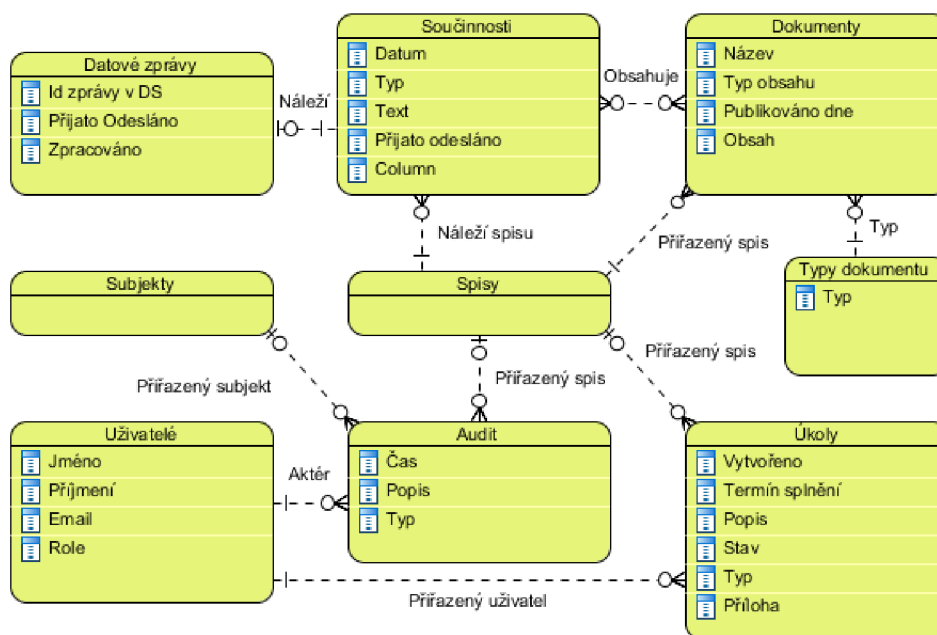 Datové zprávy
Id zprávy v DS
Přijato Odesláno
Zpracováno
Náleží
Součinnosti
Datum
Typ
Text
Přijato odesláno
Column
Obsahuje
Dokumenty
Název
Typ obsahu
Publikováno dne
Obsah
Náleží spisu
Přiřazený spis
Typ
Typy dokumentu
Typ
Subjekty
Spisy
Přiřazený subjekt
Přiřazený spis
Přiřazený spis
Uživatelé
Jméno
Příjmení
Email
Role
Aktér
Audit
Čas
Popis
Typ
Úkoly
Vytvořeno
Termín splnění
Popis
Stav
Typ
Příloha
Přiřazený uživatel